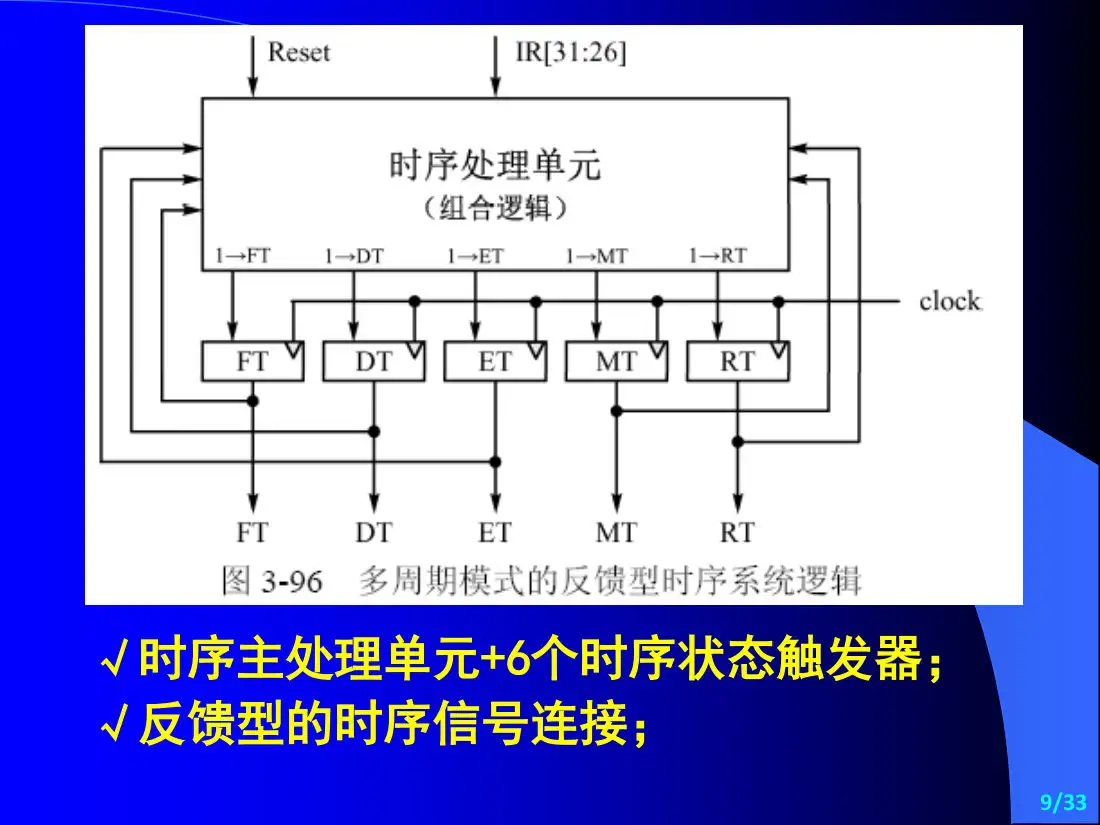 Reset
IR[31:26]
时序处理单元
（组合逻辑）
1→FT 1→DT 1→ET 1→MT 1→RT
clock
FT DT ET MT RT
FT DT ET MT RT
图 3-96 多周期模式的反馈型时序系统逻辑
√时序主处理单元+6个时序状态触发器；
√反馈型的时序信号连接；
9/33